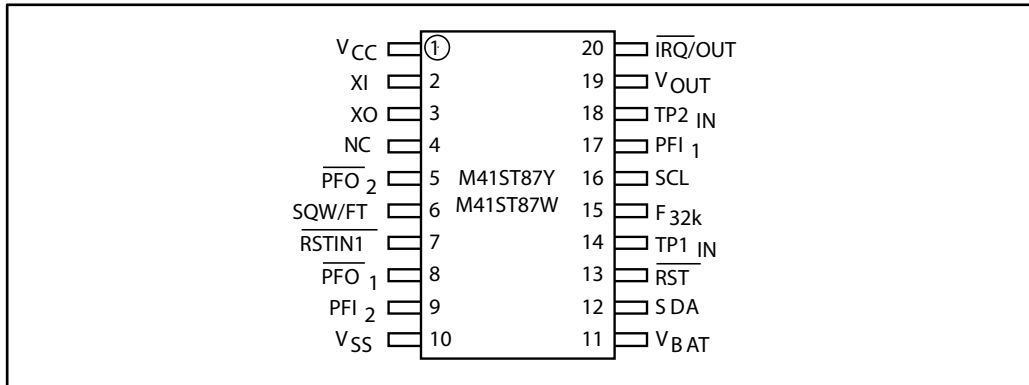 VCC 1 20 IRQ/OUT
XI 2 19 VOUT
XO 3 18 TP2 IN
NC 4 17 PFI 1
PFO 2 5 M41ST87Y 16 SCL
SQW/FT 6 M41ST87W 15 F32k
RSTIN1 7 14 TP1 IN
PFO 1 8 13 RST
PFI 2 9 12 SDA
VSS 10 11 VBAT